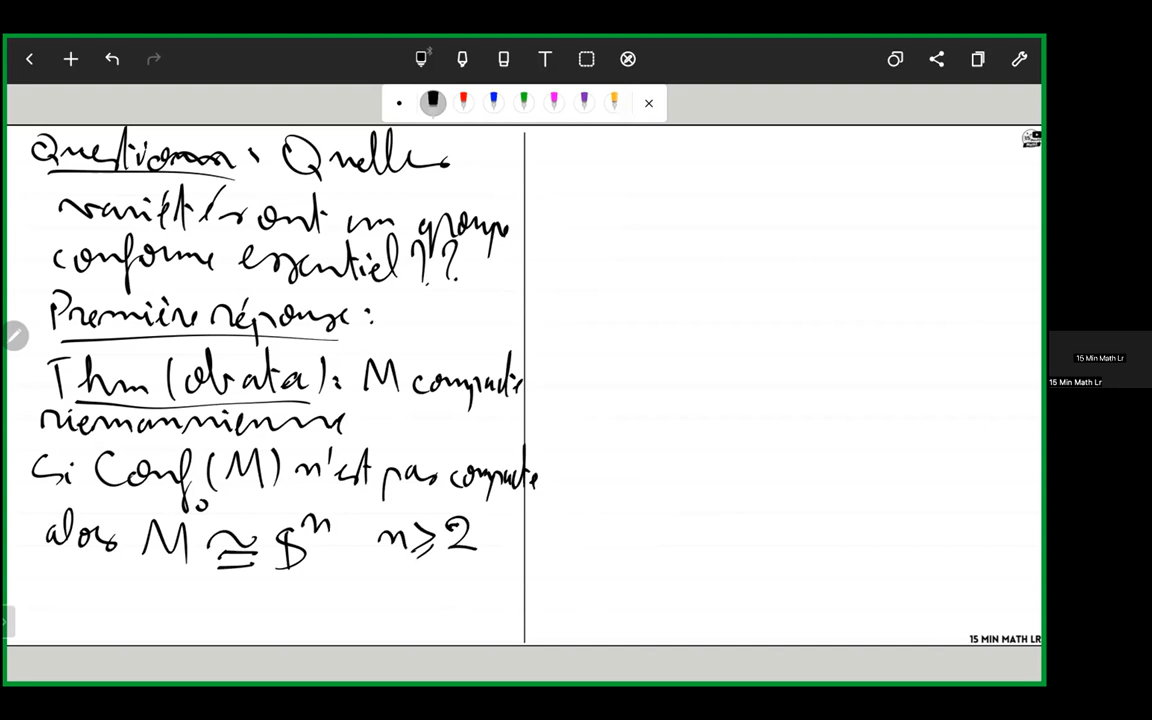 Question : Quelles
variétés ont un groupe
conforme essentiel ??
Première réponse :
Thm (Obata) : M compacte
riemannienne
Si Conf₀(M) n'est pas compacte
alors M ≅ $ⁿ n ≥ 2
15 Min Math Lr
15 Min Math Lr
15 MIN MATH LR